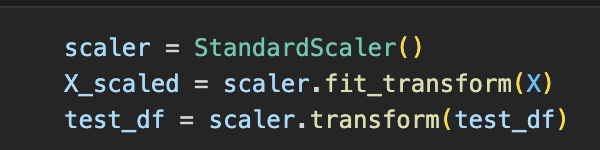 scaler = StandardScaler()
X_scaled = scaler.fit_transform(X)
test_df = scaler.transform(test_df)